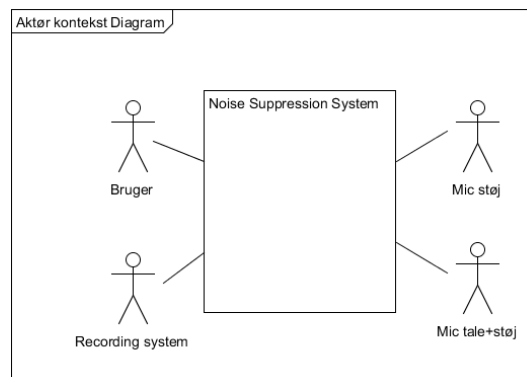 Aktør kontekst Diagram
Noise Suppression System
Bruger
Mic støj
Recording system
Mic tale+støj